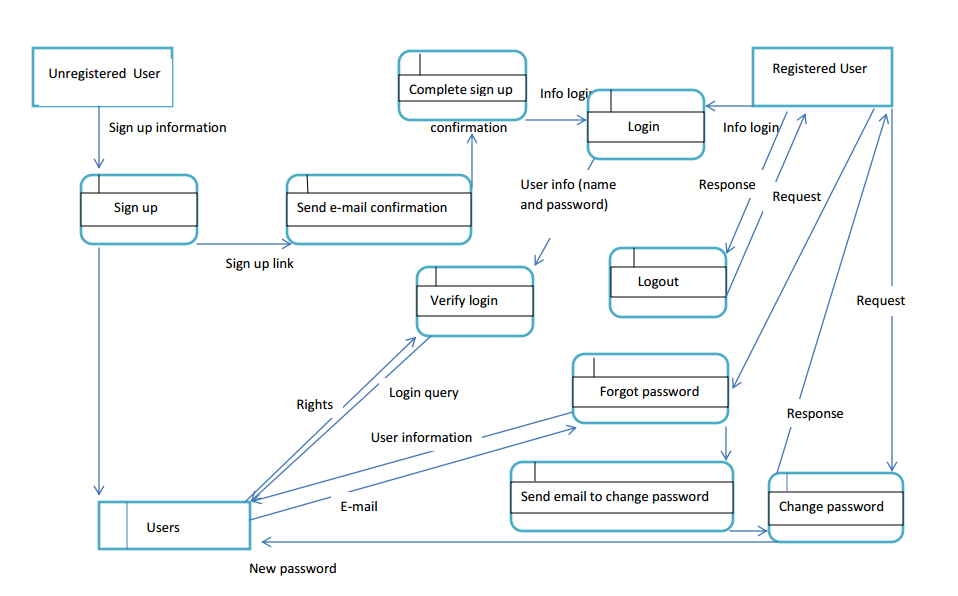 Unregistered User
Complete sign up
Registered User
Info login
Sign up information
confirmation
Login
Info login
User info (name
and password)
Response
Request
Sign up
Send e-mail confirmation
Sign up link
Logout
Verify login
Request
Rights
Login query
Forgot password
User information
Response
E-mail
Send email to change password
Change password
Users
New password